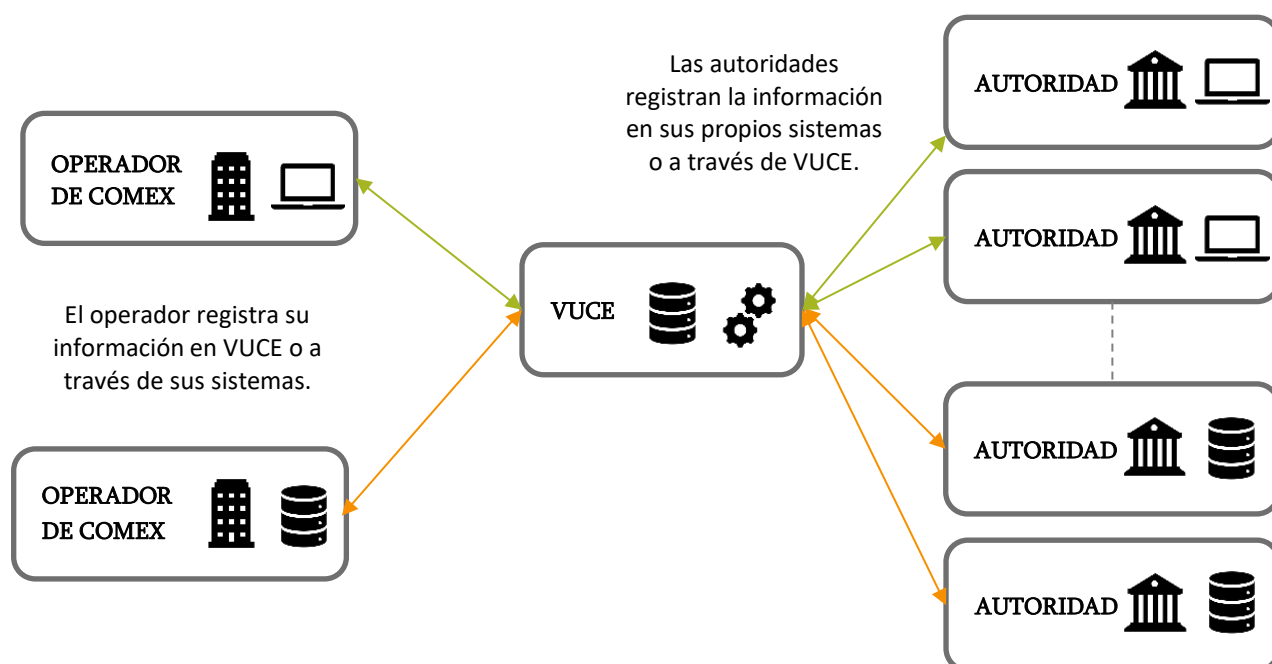 OPERADOR
DE COMEX
El operador registra su
información en VUCE o a
través de sus sistemas.
OPERADOR
DE COMEX
VUCE
Las autoridades
registran la información
en sus propios sistemas
o a través de VUCE.
AUTORIDAD
AUTORIDAD
AUTORIDAD
AUTORIDAD